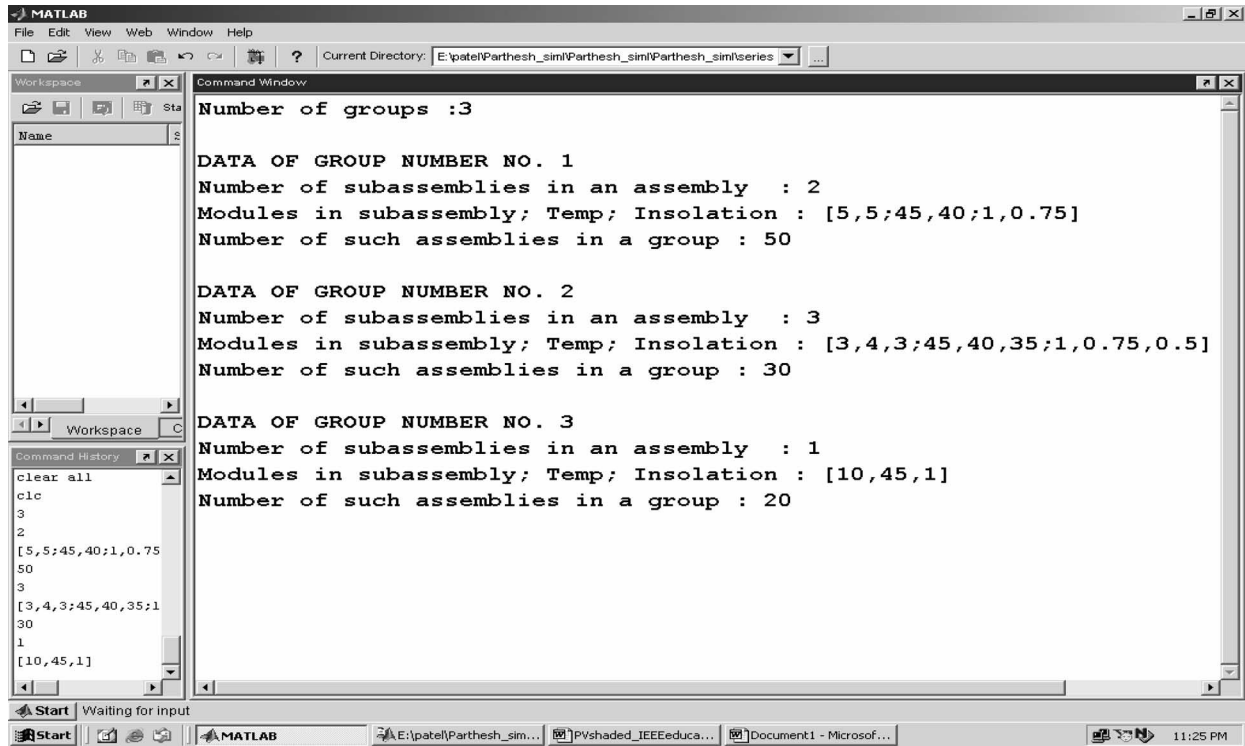 MATLAB
File Edit View Web Window Help
? Current Directory: E:\patel\Parthesh_siml\Parthesh_siml\Parthesh_siml\series ...
Workspace
Sta
Name S
Workspace C
Command History
clear all
clc
3
2
[5,5;45,40;1,0.75
50
3
[3,4,3;45,40,35;1
30
1
[10,45,1]
Command Window
Number of groups :3
DATA OF GROUP NUMBER NO. 1
Number of subassemblies in an assembly : 2
Modules in subassembly; Temp; Insolation : [5,5;45,40;1,0.75]
Number of such assemblies in a group : 50
DATA OF GROUP NUMBER NO. 2
Number of subassemblies in an assembly : 3
Modules in subassembly; Temp; Insolation : [3,4,3;45,40,35;1,0.75,0.5]
Number of such assemblies in a group : 30
DATA OF GROUP NUMBER NO. 3
Number of subassemblies in an assembly : 1
Modules in subassembly; Temp; Insolation : [10,45,1]
Number of such assemblies in a group : 20
Start Waiting for input
Start MATLAB E:\patel\Parthesh_sim... PVshaded_IEEEeduca... Document1 - Microsof... 11:25 PM